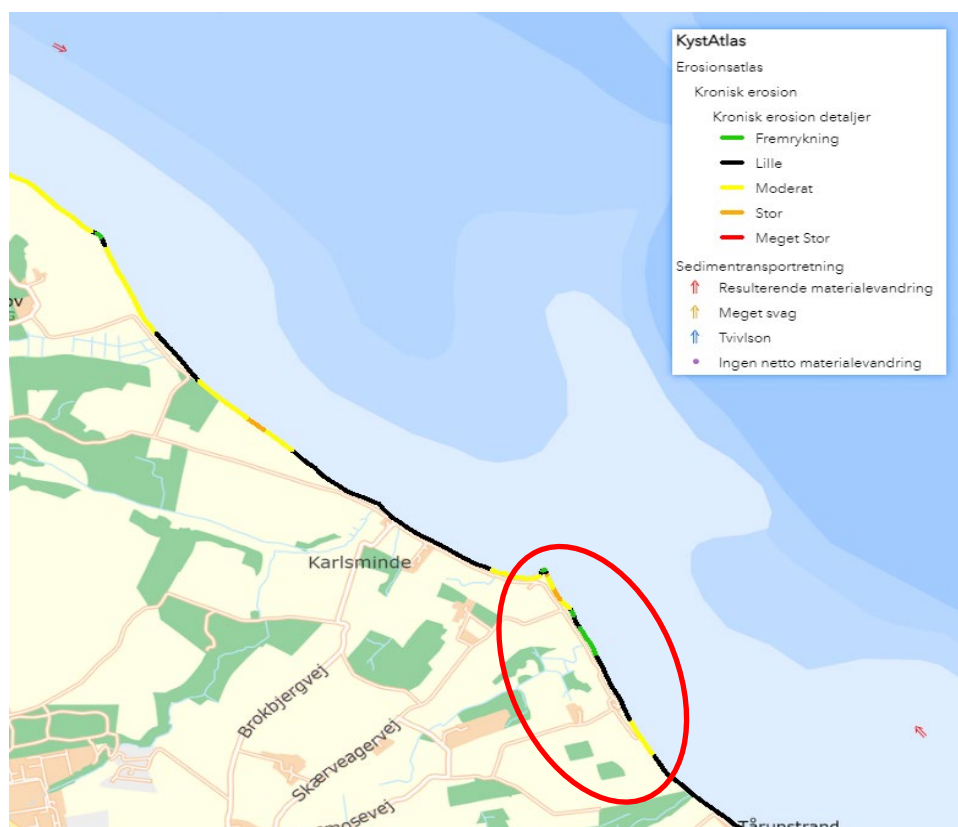 KystAtlas
Erosionsatlas
Kronisk erosion
Kronisk erosion detaljer
Fremrykning
Lille
Moderat
Stor
Meget Stor
Sedimentransportretning
Resulterende materialevandring
Meget svag
Tvivlson
Ingen netto materialevandring
Karlsminde
Brokbjergvej
Skærveagervej
Tårupstrand